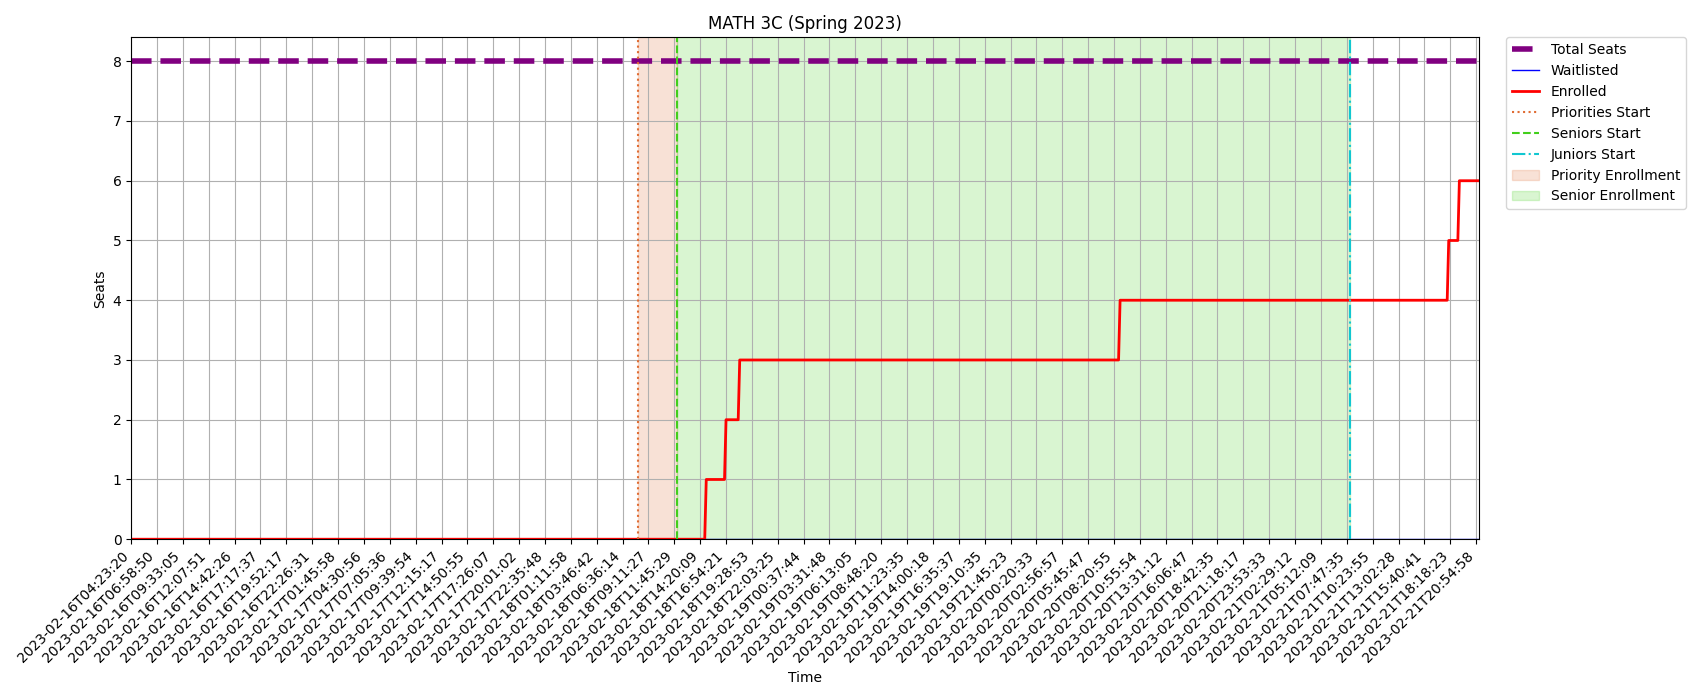 MATH 3C (Spring 2023)
Total Seats
Waitlisted
Enrolled
Priorities Start
Seniors Start
Juniors Start
Priority Enrollment
Senior Enrollment
Seats
8
7
6
5
4
3
2
1
0
2023-02-16T04:23:20
2023-02-16T06:58:50
2023-02-16T09:33:05
2023-02-16T12:07:51
2023-02-16T14:42:26
2023-02-16T17:17:37
2023-02-16T19:52:17
2023-02-16T22:26:31
2023-02-17T01:45:58
2023-02-17T04:30:56
2023-02-17T07:05:36
2023-02-17T09:39:54
2023-02-17T12:15:17
2023-02-17T14:50:55
2023-02-17T17:26:07
2023-02-17T20:01:02
2023-02-17T22:35:48
2023-02-18T01:11:58
2023-02-18T03:46:42
2023-02-18T06:36:14
2023-02-18T09:11:27
2023-02-18T11:45:29
2023-02-18T14:20:09
2023-02-18T16:54:21
2023-02-18T19:28:53
2023-02-18T22:03:25
2023-02-19T00:37:44
2023-02-19T03:31:48
2023-02-19T06:13:05
2023-02-19T08:48:20
2023-02-19T11:23:35
2023-02-19T14:00:18
2023-02-19T16:35:37
2023-02-19T19:10:35
2023-02-19T21:45:23
2023-02-20T00:20:33
2023-02-20T02:56:57
2023-02-20T05:45:47
2023-02-20T08:20:55
2023-02-20T10:55:54
2023-02-20T13:31:12
2023-02-20T16:06:47
2023-02-20T18:42:35
2023-02-20T21:18:17
2023-02-20T23:53:33
2023-02-21T02:29:12
2023-02-21T05:12:09
2023-02-21T07:47:35
2023-02-21T10:23:55
2023-02-21T13:02:28
2023-02-21T15:40:41
2023-02-21T18:18:23
2023-02-21T20:54:58
Time